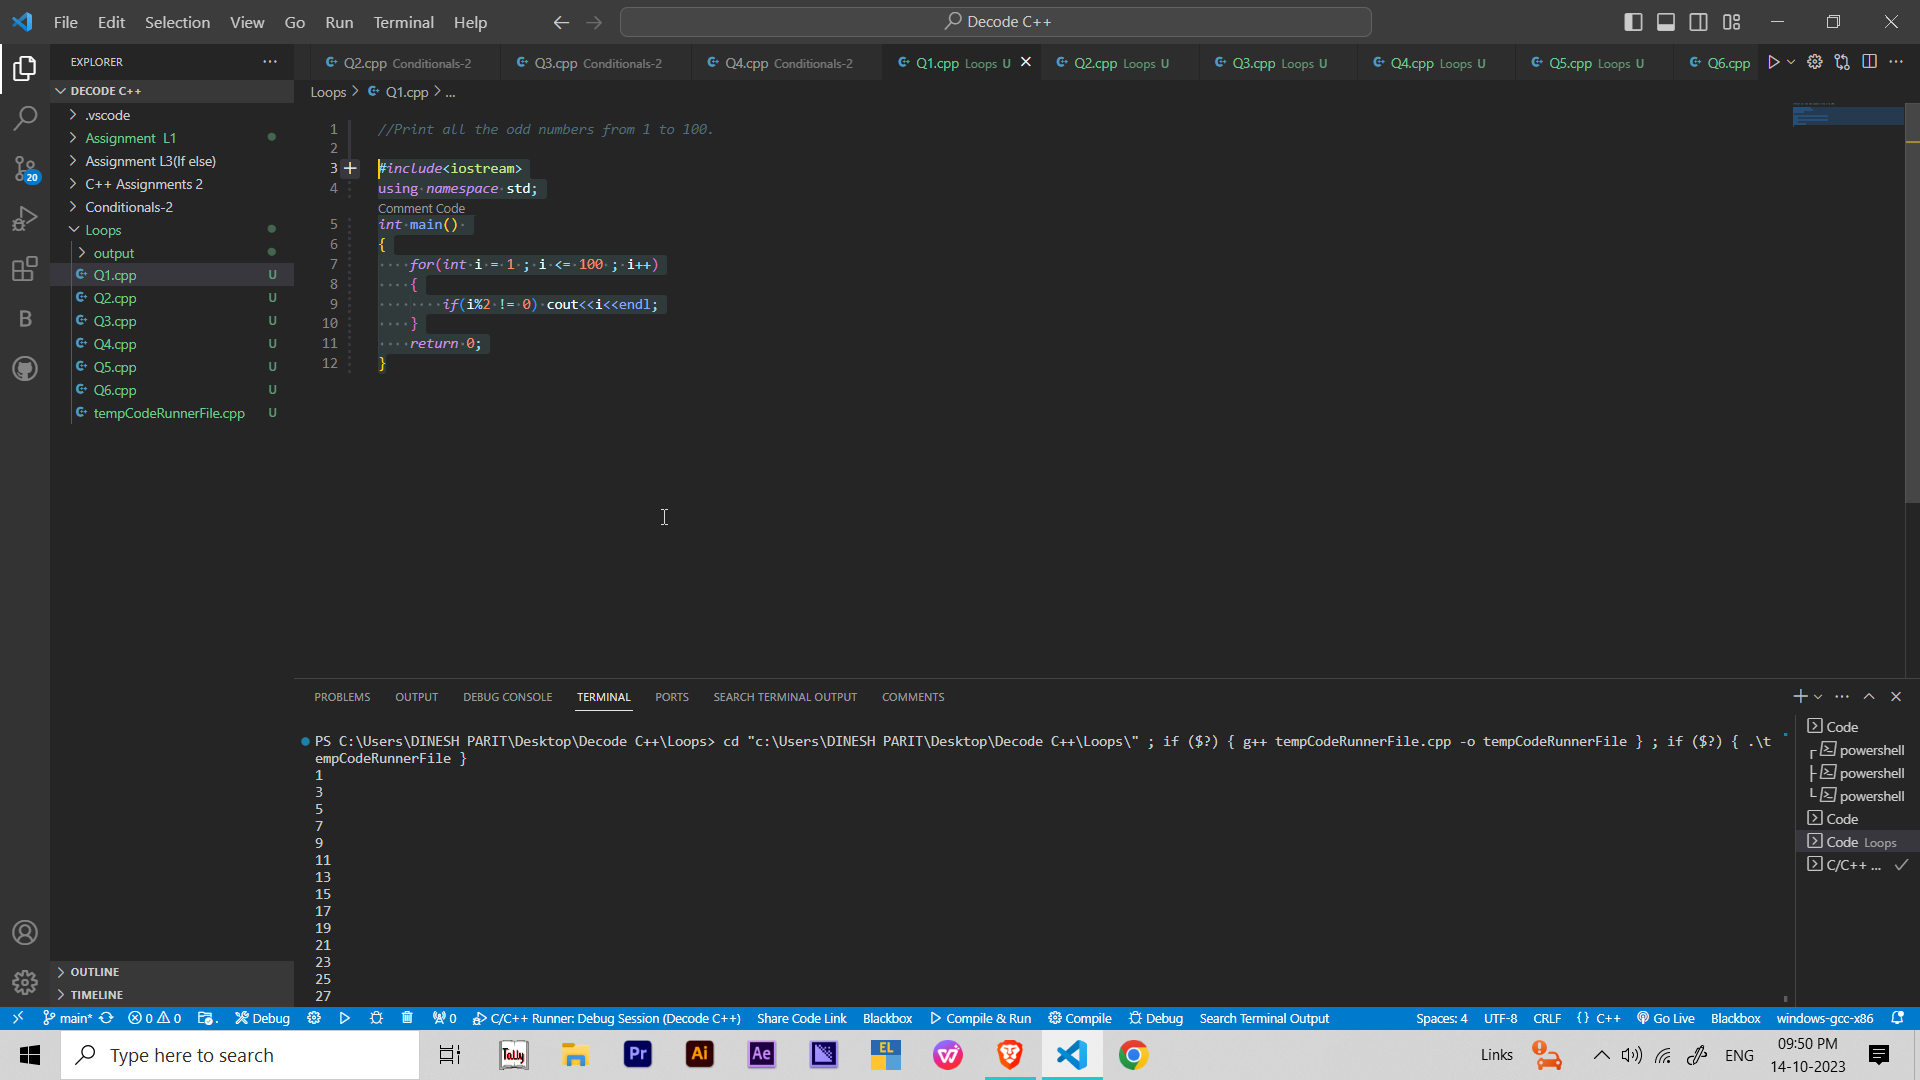 File Edit Selection View Go Run Terminal Help
Decode C++
EXPLORER
Q2.cpp Conditionals-2
Q3.cpp Conditionals-2
Q4.cpp Conditionals-2
Q1.cpp Loops U
Q2.cpp Loops U
Q3.cpp Loops U
Q4.cpp Loops U
Q5.cpp Loops U
Q6.cpp
DECODE C++
.vscode
Assignment L1
Assignment L3(If else)
C++ Assignments 2
Conditionals-2
Loops
output
Q1.cpp U
Q2.cpp U
Q3.cpp U
Q4.cpp U
Q5.cpp U
Q6.cpp U
tempCodeRunnerFile.cpp U
OUTLINE
TIMELINE
20
B
Loops > Q1.cpp > ...
1 //Print all the odd numbers from 1 to 100.
2
3 #include<iostream>
4 using namespace std;
Comment Code
5 int main()
6 {
7 for(int i = 1 ; i <= 100 ; i++)
8 {
9 if(i%2 != 0) cout<<i<<endl;
10 }
11 return 0;
12 }
PROBLEMS OUTPUT DEBUG CONSOLE TERMINAL PORTS SEARCH TERMINAL OUTPUT COMMENTS
PS C:\Users\DINESH PARIT\Desktop\Decode C++\Loops> cd "c:\Users\DINESH PARIT\Desktop\Decode C++\Loops\" ; if ($?) { g++ tempCodeRunnerFile.cpp -o tempCodeRunnerFile } ; if ($?) { .\t
empCodeRunnerFile }
1
3
5
7
9
11
13
15
17
19
21
23
25
27
Code
powershell
powershell
powershell
Code
Code Loops
C/C++ ...
main* 0 0 Debug 0 C/C++ Runner: Debug Session (Decode C++) Share Code Link Blackbox Compile & Run Compile Debug Search Terminal Output Spaces: 4 UTF-8 CRLF {} C++ Go Live Blackbox windows-gcc-x86
Type here to search
Tally
Pr
Ai
Ae
EL
Links
ENG
09:50 PM
14-10-2023